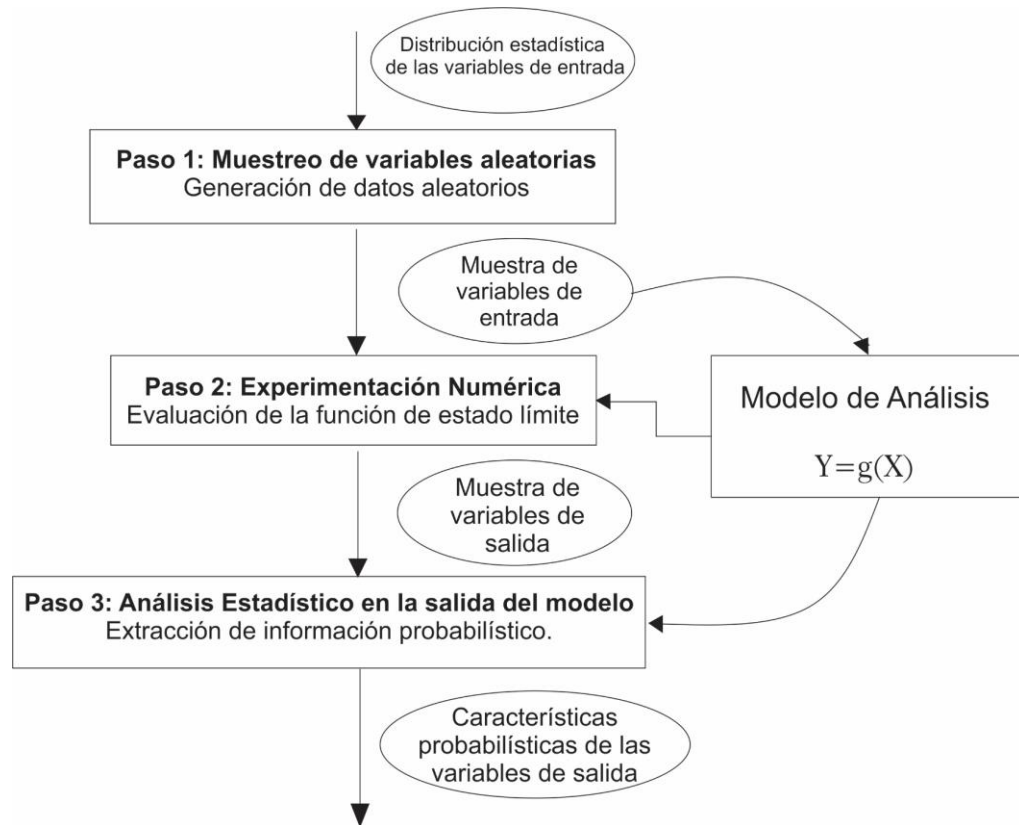 Distribución estadística
de las variables de entrada
Paso 1: Muestreo de variables aleatorias
Generación de datos aleatorios
Muestra de
variables de
entrada
Paso 2: Experimentación Numérica
Evaluación de la función de estado límite
Modelo de Análisis
Y=g(X)
Muestra de
variables de
salida
Paso 3: Análisis Estadístico en la salida del modelo
Extracción de información probabilístico.
Características
probabilísticas de las
variables de salida